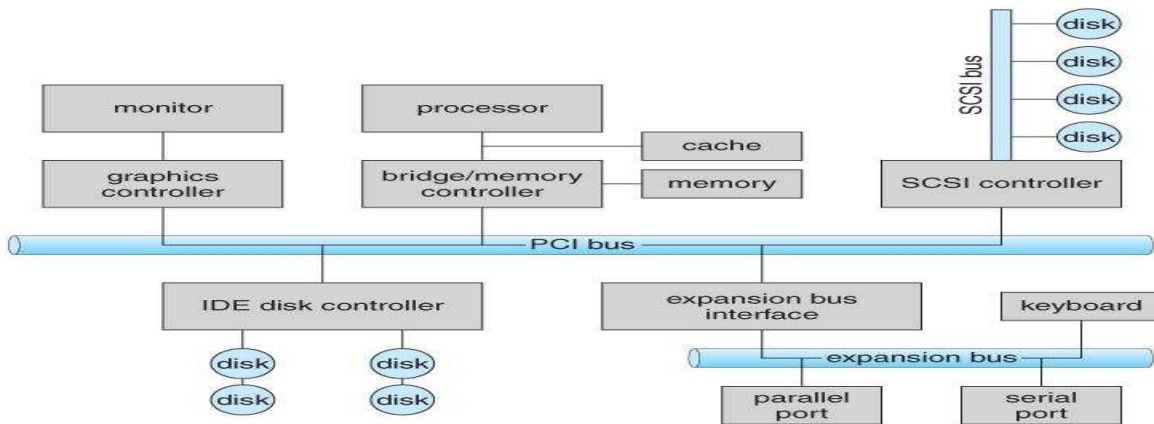 disk
disk
disk
disk
SCSI bus
monitor
processor
cache
graphics
controller
bridge/memory
controller
memory
SCSI controller
PCI bus
IDE disk controller
expansion bus
interface
keyboard
disk
disk
disk
disk
expansion bus
parallel
port
serial
port